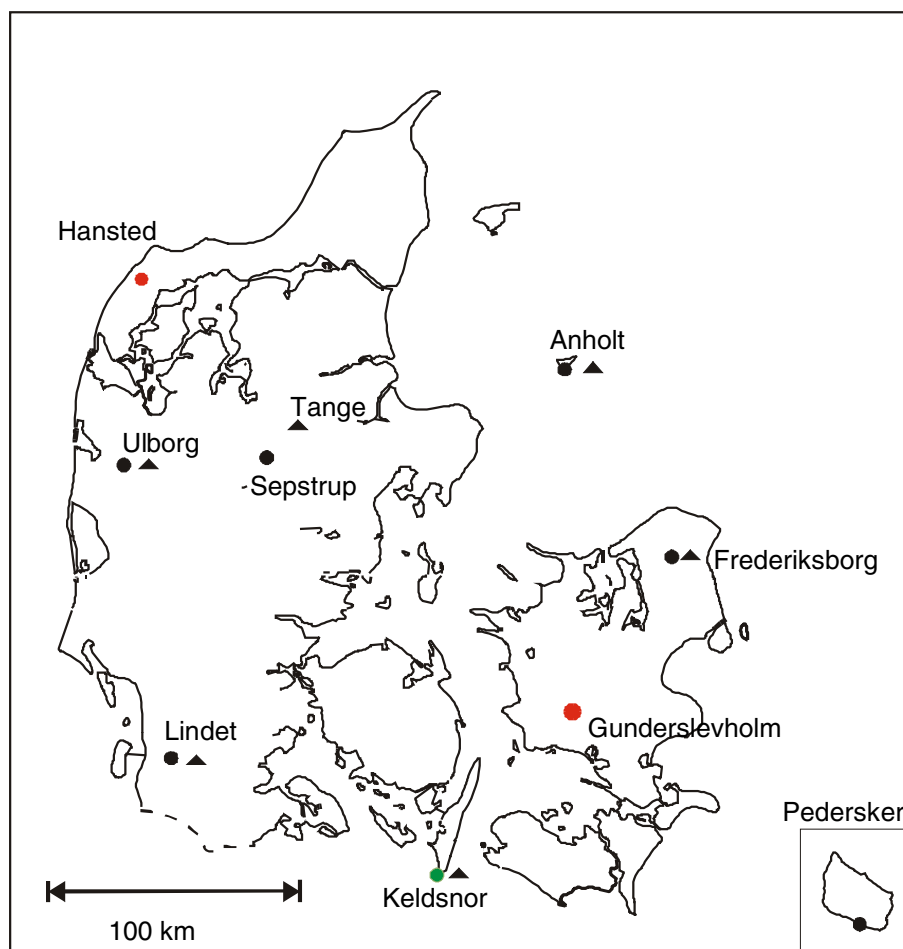 Hansted
Anholt
Tange
Ulborg
Sepstrup
Frederiksborg
Lindet
Gunderslevholm
Pedersker
Keldsnor
100 km